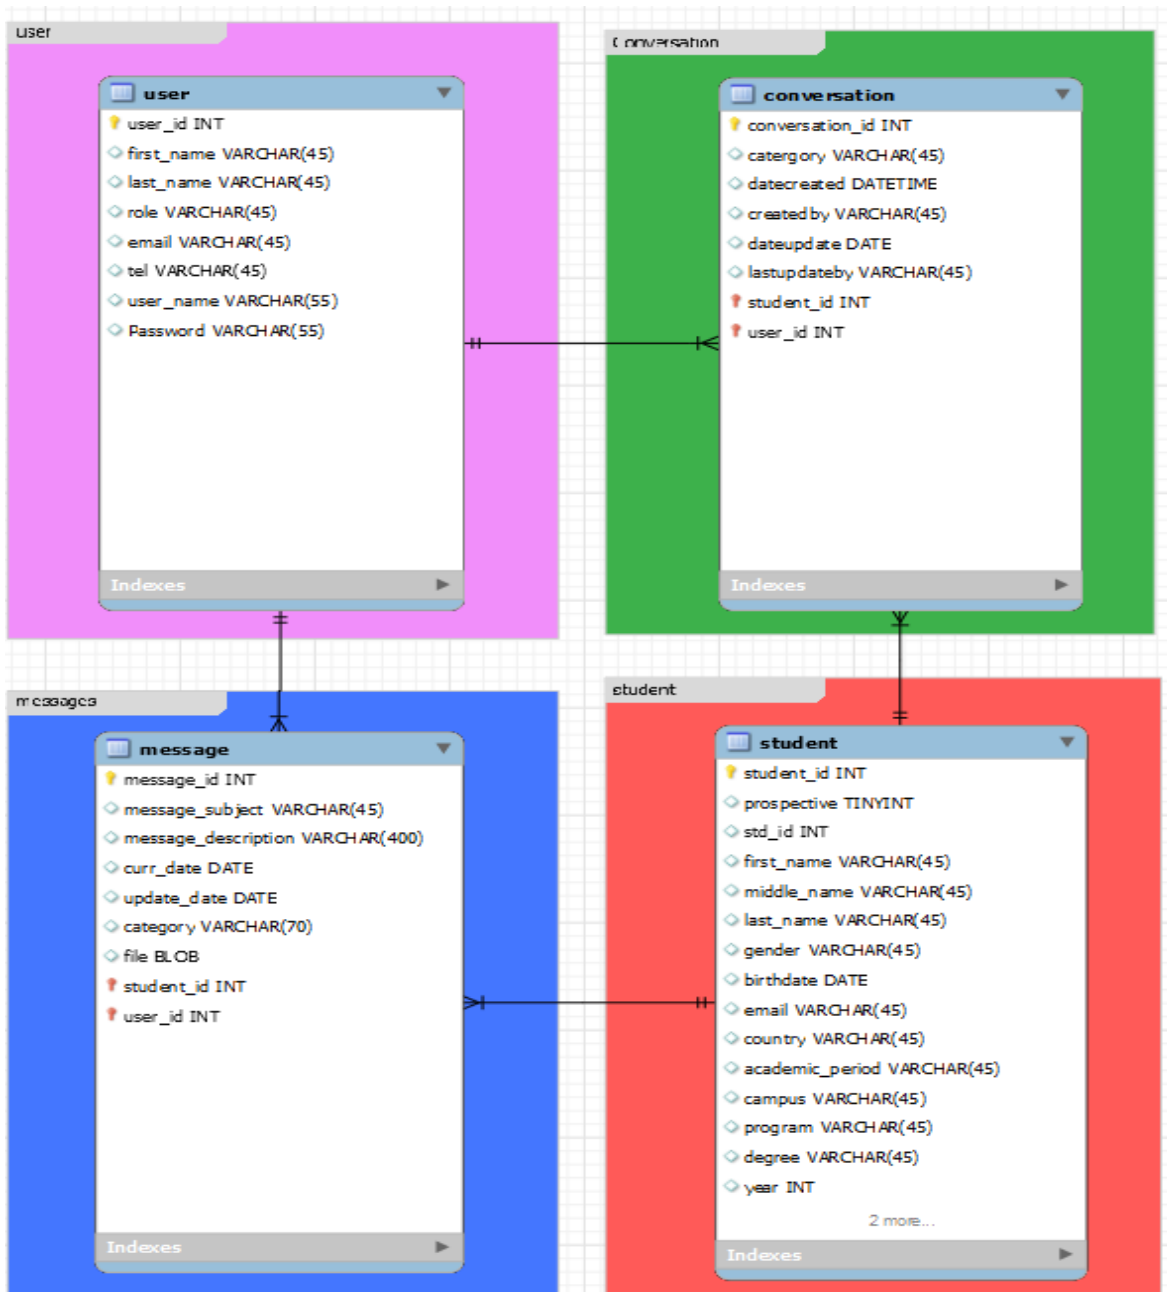 user
user
user_id INT
first_name VARCHAR(45)
last_name VARCHAR(45)
role VARCHAR(45)
email VARCHAR(45)
tel VARCHAR(45)
user_name VARCHAR(55)
Password VARCHAR(55)
Indexes
Conversation
conversation
conversation_id INT
catergory VARCHAR(45)
datecreated DATETIME
createdby VARCHAR(45)
dateupdate DATE
lastupdateby VARCHAR(45)
student_id INT
user_id INT
Indexes
messages
message
message_id INT
message_subject VARCHAR(45)
message_description VARCHAR(400)
curr_date DATE
update_date DATE
category VARCHAR(70)
file BLOB
student_id INT
user_id INT
Indexes
student
student
student_id INT
prospective TINYINT
std_id INT
first_name VARCHAR(45)
middle_name VARCHAR(45)
last_name VARCHAR(45)
gender VARCHAR(45)
birthdate DATE
email VARCHAR(45)
country VARCHAR(45)
academic_period VARCHAR(45)
campus VARCHAR(45)
program VARCHAR(45)
degree VARCHAR(45)
year INT
2 more...
Indexes